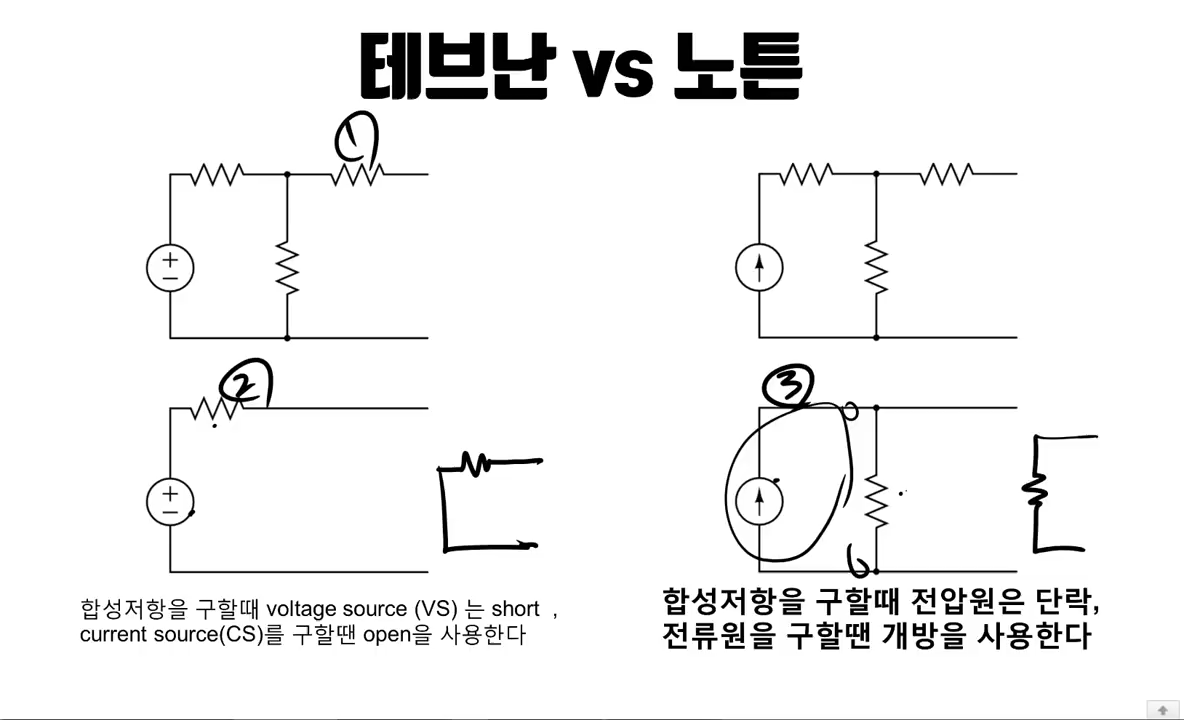 테브난 vs 노튼
①
②
③
합성저항을 구할때 voltage source (VS) 는 short ,
current source(CS)를 구할땐 open을 사용한다
합성저항을 구할때 전압원은 단락,
전류원을 구할땐 개방을 사용한다